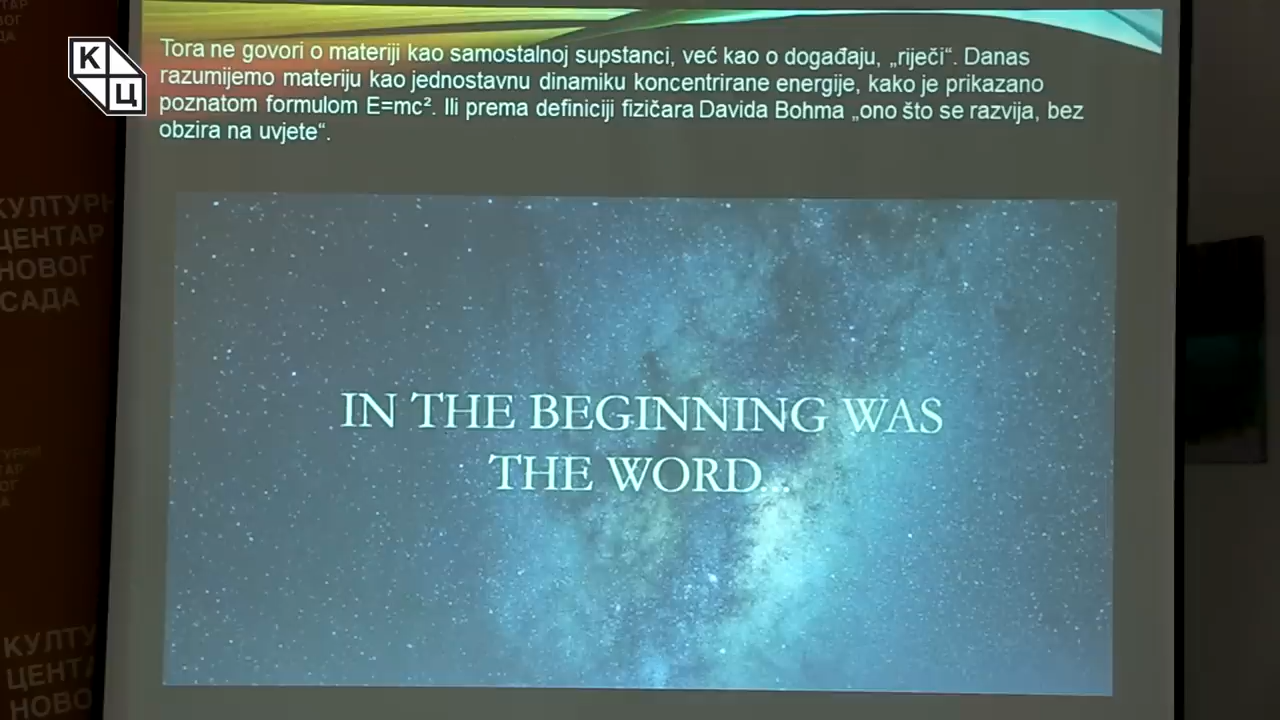 К
Ц
Tora ne govori o materiji kao samostalnoj supstanci, već kao o događaju, „riječi“. Danas
razumijemo materiju kao jednostavnu dinamiku koncentrirane energije, kako je prikazano
poznatom formulom E=mc². Ili prema definiciji fizičara Davida Bohma „ono što se razvija, bez
obzira na uvjete“.
КУЛТУРН
ЦЕНТАР
НОВОГ
САДА
IN THE BEGINNING WAS
THE WORD...
КУЛТУ
ЦЕНТА
НОВО